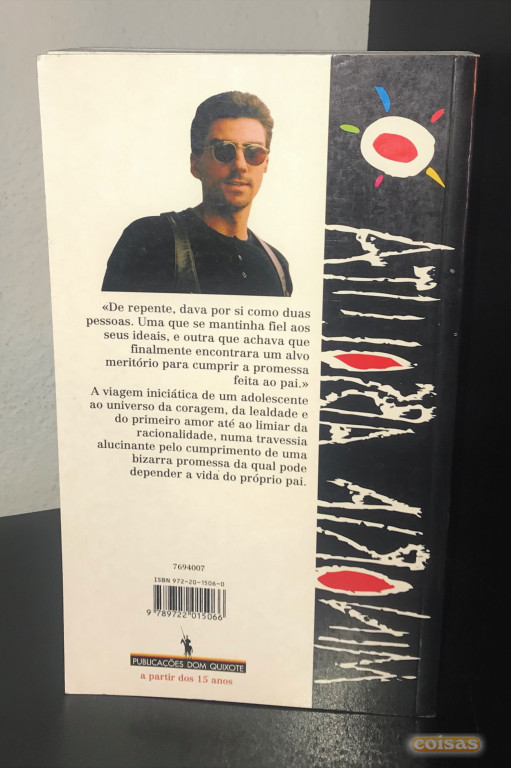 «De repente, dava por si como duas
pessoas. Uma que se mantinha fiel aos
seus ideais, e outra que achava que
finalmente encontrara um alvo
meritório para cumprir a promessa
feita ao pai.»
A viagem iniciática de um adolescente
ao universo da coragem, da lealdade e
do primeiro amor até ao limiar da
racionalidade, numa travessia
alucinante pelo cumprimento de uma
bizarra promessa da qual pode
depender a vida do próprio pai.
7694007
ISBN 972-20-1506-0
9 789722 015066
PUBLICAÇÕES DOM QUIXOTE
a partir dos 15 anos
coisas